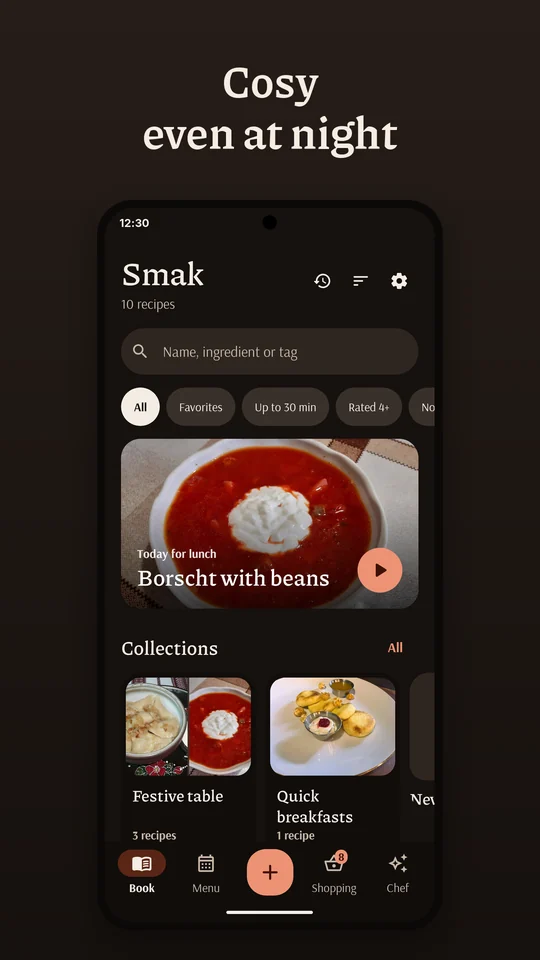 Cosy
even at night
12:30
Smak
10 recipes
Name, ingredient or tag
All
Favorites
Up to 30 min
Rated 4+
No
Today for lunch
Borscht with beans
Collections
All
Festive table
3 recipes
Quick
breakfasts
1 recipe
Book
Menu
8
Shopping
Chef